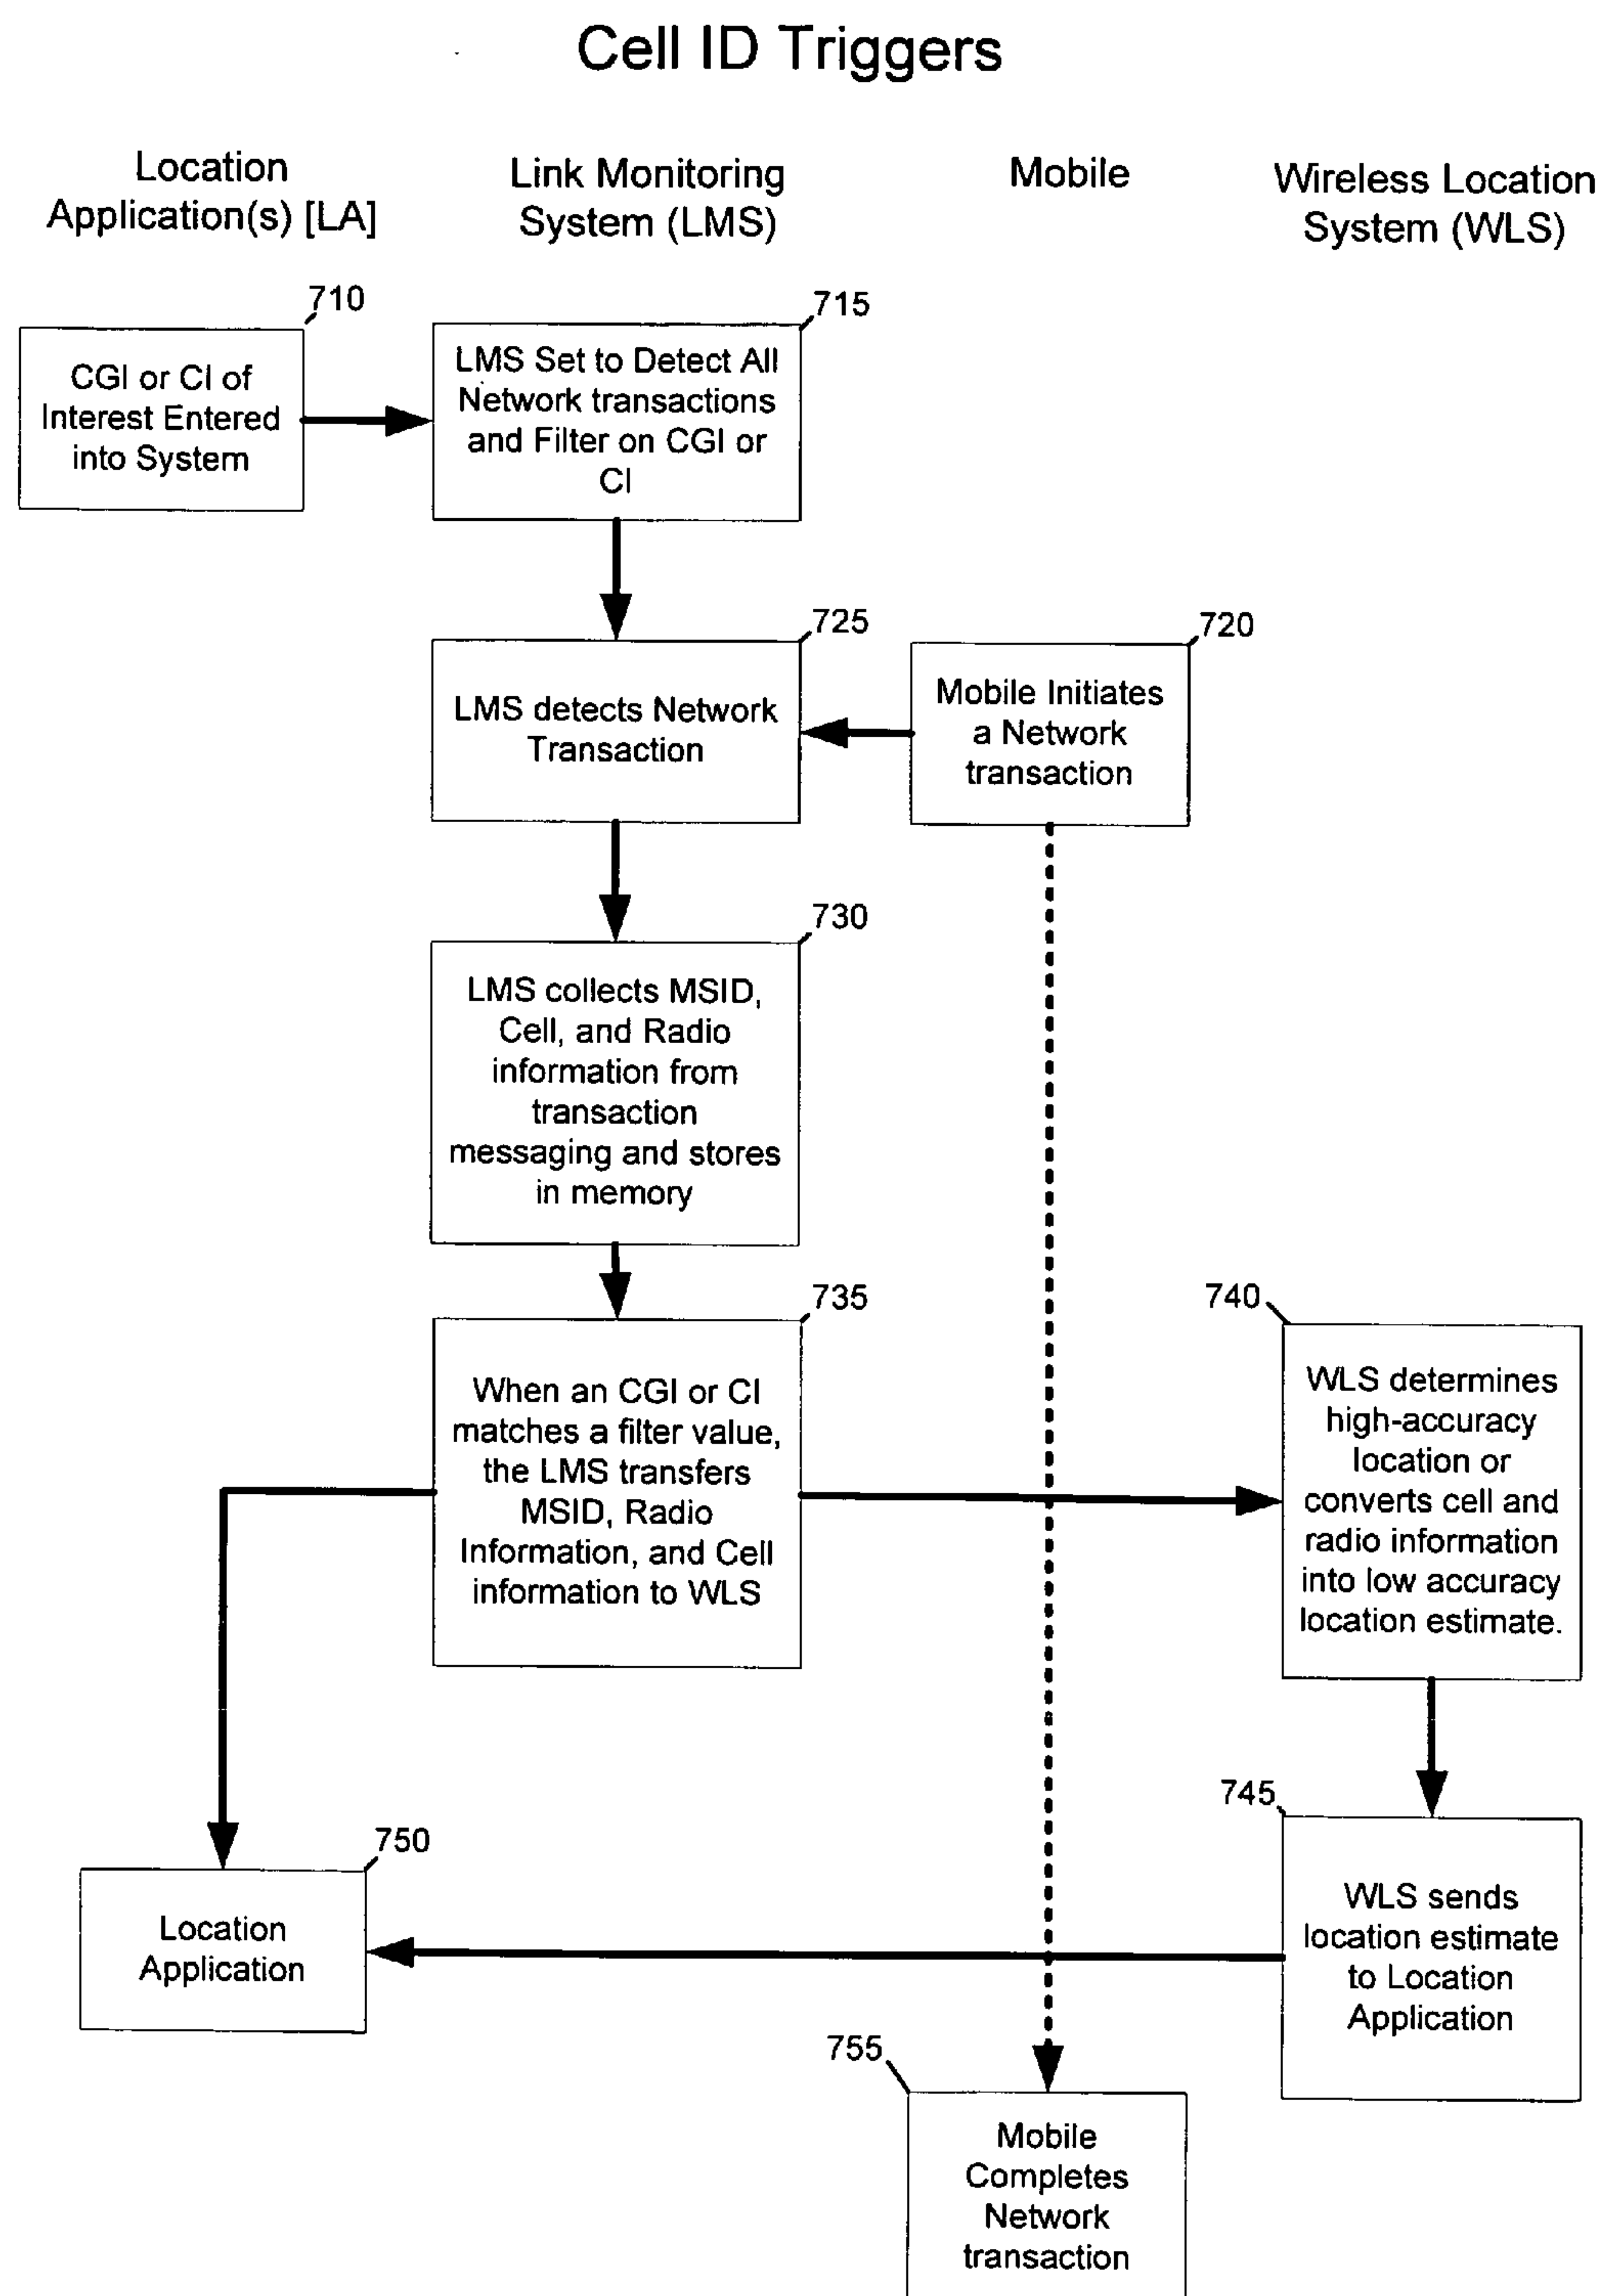 Cell ID Triggers
Location
Application(s) [LA]
Link Monitoring
System (LMS)
Mobile
Wireless Location
System (WLS)
710
CGI or CI of
Interest Entered
into System
715
LMS Set to Detect All
Network transactions
and Filter on CGI or
CI
725
LMS detects Network
Transaction
720
Mobile Initiates
a Network
transaction
730
LMS collects MSID,
Cell, and Radio
information from
transaction
messaging and stores
in memory
735
When an CGI or CI
matches a filter value,
the LMS transfers
MSID, Radio
Information, and Cell
information to WLS
740
WLS determines
high-accuracy
location or
converts cell and
radio information
into low accuracy
location estimate.
745
WLS sends
location estimate
to Location
Application
750
Location
Application
755
Mobile
Completes
Network
transaction